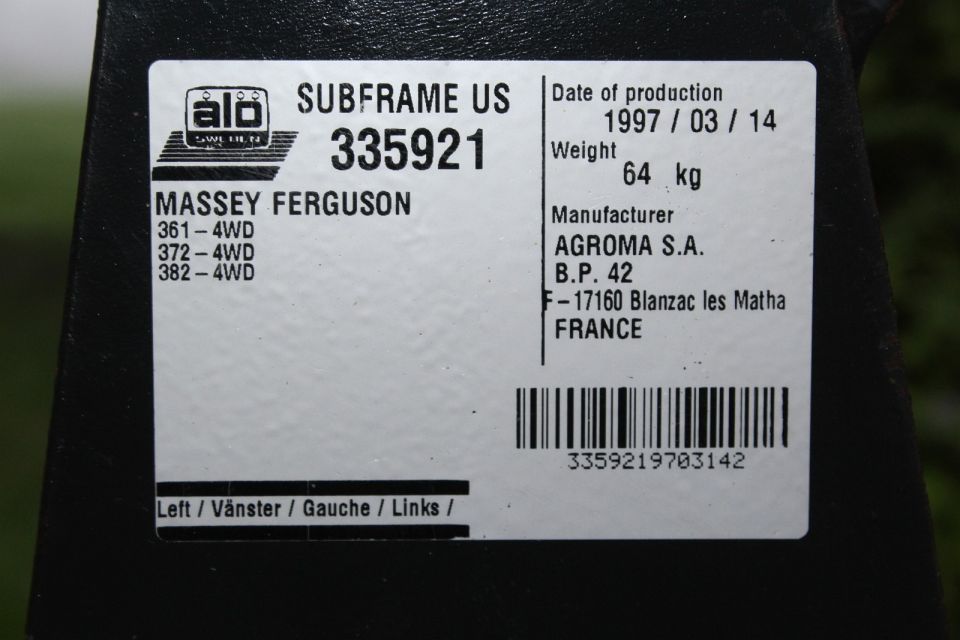 alo
SWEDEN
SUBFRAME US
335921
MASSEY FERGUSON
361-4WD
372-4WD
382-4WD
Date of production
1997 / 03 / 14
Weight
64 kg
Manufacturer
AGROMA S.A.
B.P. 42
F-17160 Blanzac les Matha
FRANCE
3359219703142
Left / Vänster / Gauche / Links /